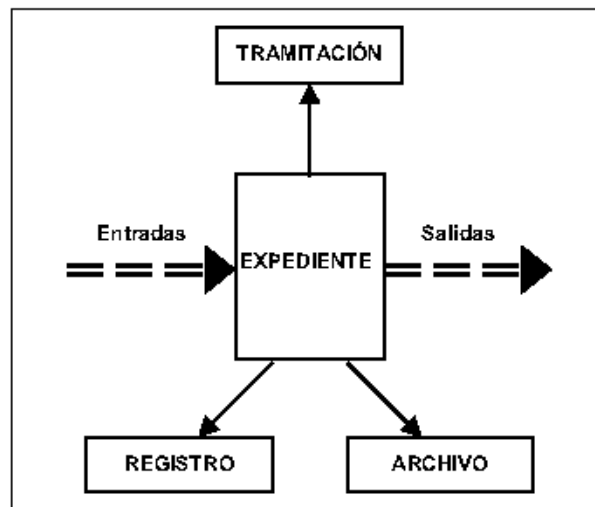 TRAMITACIÓN
Entradas
EXPEDIENTE
Salidas
REGISTRO
ARCHIVO